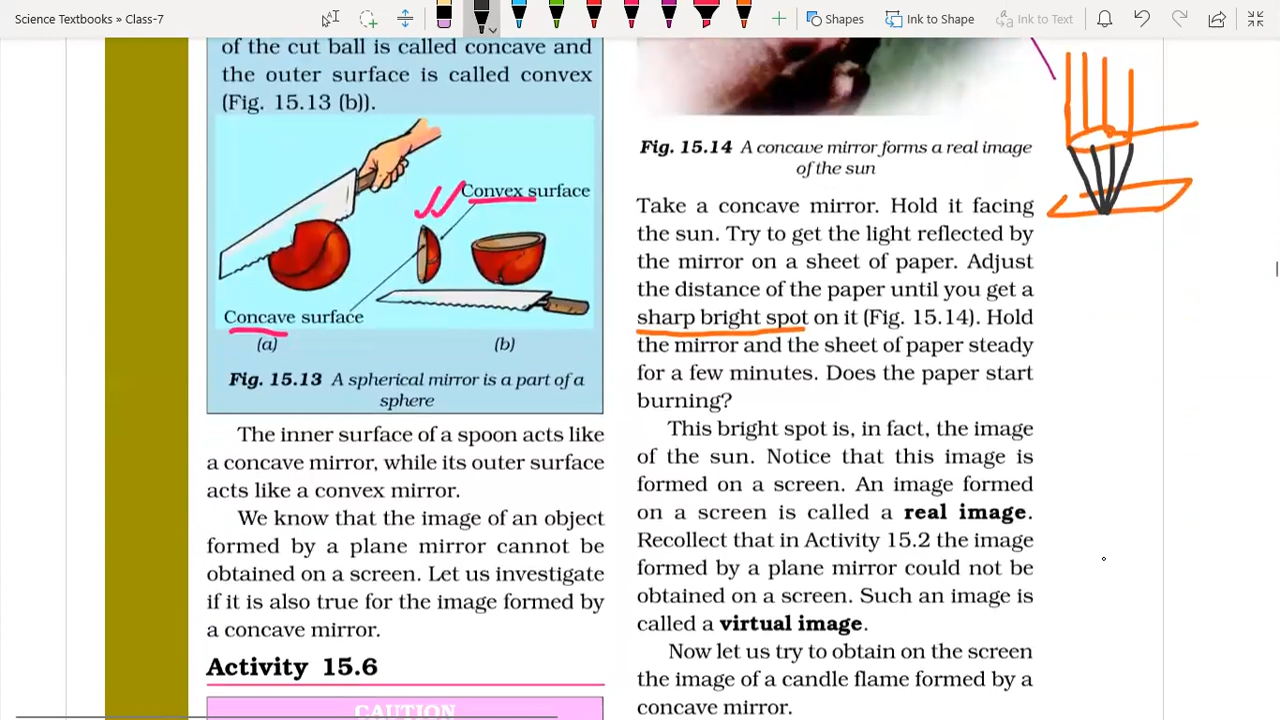 Science Textbooks » Class-7
Shapes
Ink to Shape
Ink to Text
of the cut ball is called concave and
the outer surface is called convex
(Fig. 15.13 (b)).
Convex surface
Concave surface
(a)
(b)
Fig. 15.13 A spherical mirror is a part of a
sphere
The inner surface of a spoon acts like
a concave mirror, while its outer surface
acts like a convex mirror.
We know that the image of an object
formed by a plane mirror cannot be
obtained on a screen. Let us investigate
if it is also true for the image formed by
a concave mirror.
Activity 15.6
CAUTION
Fig. 15.14 A concave mirror forms a real image
of the sun
Take a concave mirror. Hold it facing
the sun. Try to get the light reflected by
the mirror on a sheet of paper. Adjust
the distance of the paper until you get a
sharp bright spot on it (Fig. 15.14). Hold
the mirror and the sheet of paper steady
for a few minutes. Does the paper start
burning?
This bright spot is, in fact, the image
of the sun. Notice that this image is
formed on a screen. An image formed
on a screen is called a real image.
Recollect that in Activity 15.2 the image
formed by a plane mirror could not be
obtained on a screen. Such an image is
called a virtual image.
Now let us try to obtain on the screen
the image of a candle flame formed by a
concave mirror.